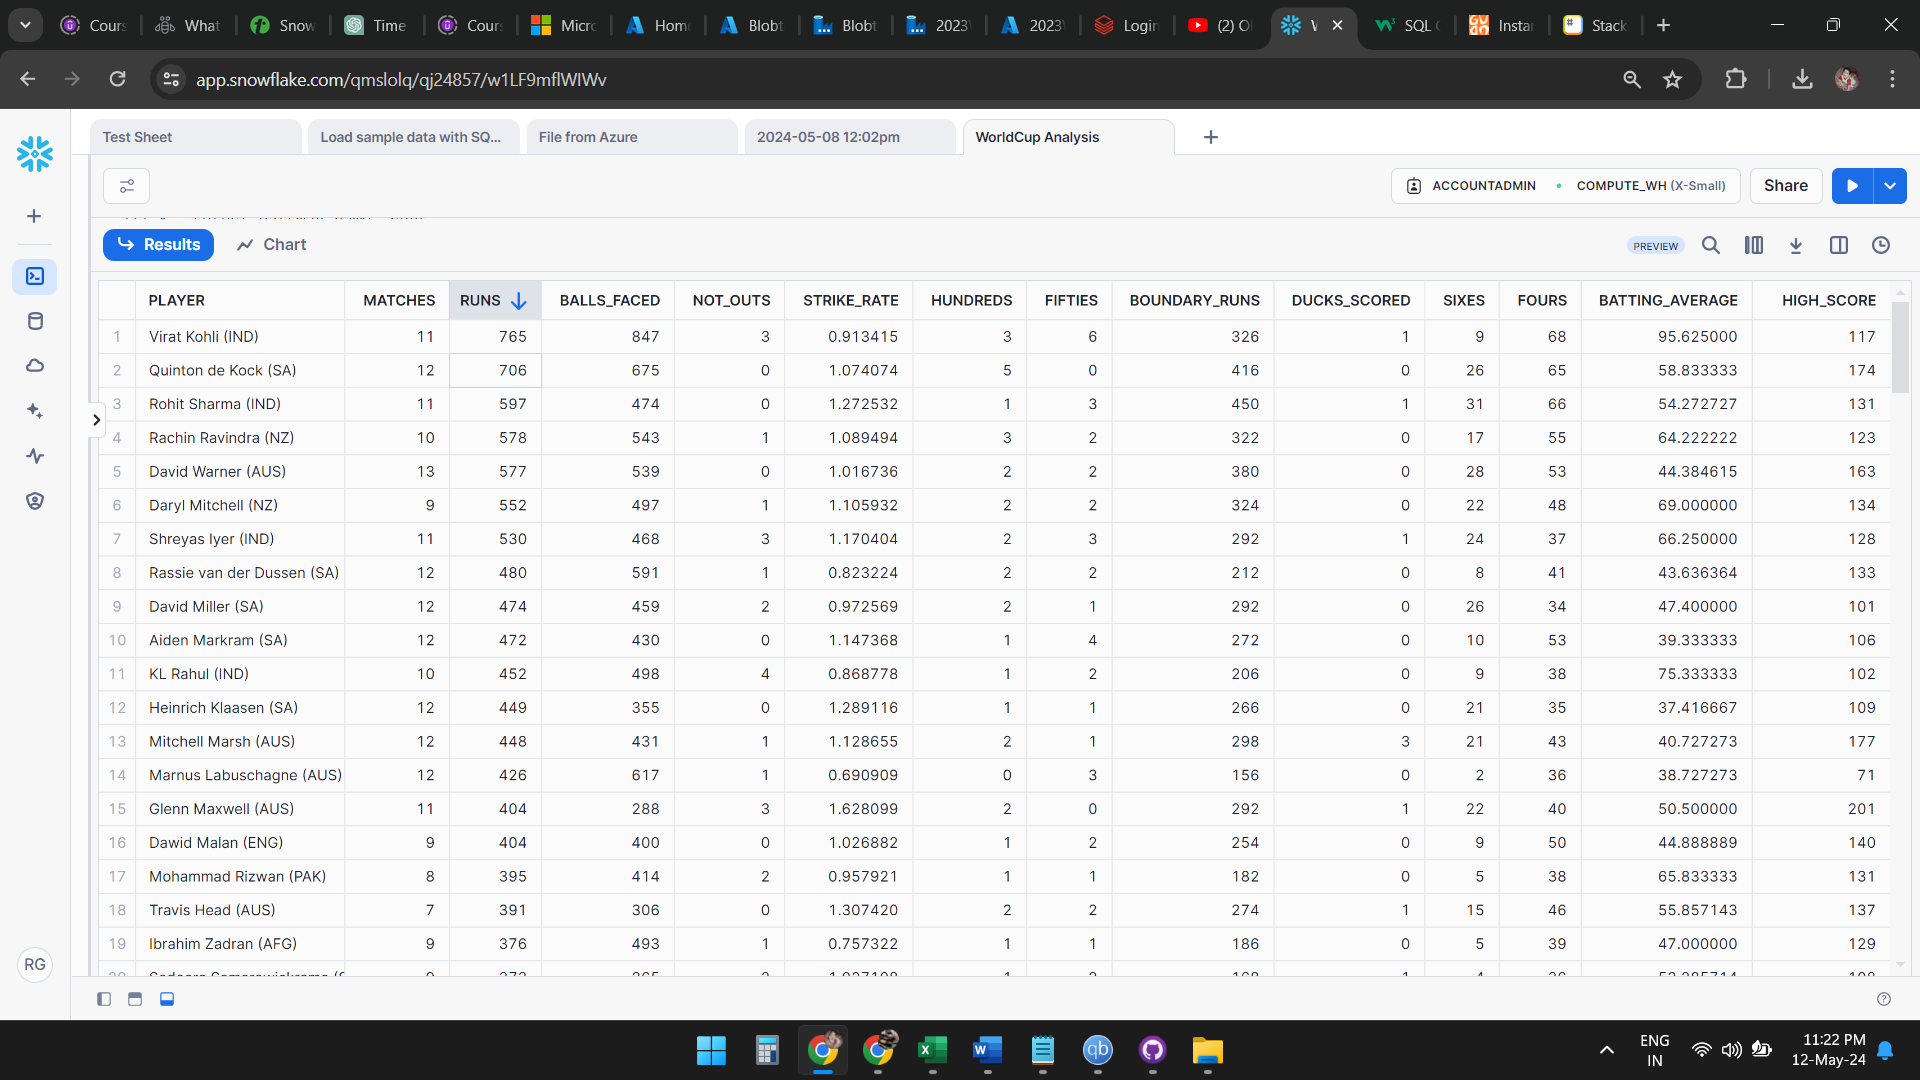 Cours
What
Snow
Time
Cours
Micro
Home
Blobt
Blobt
2023W
2023W
Login
(2) Ol
W
SQL C
GURU
Instan
Stack
app.snowflake.com/qmslolq/qj24857/w1LF9mflWlWv
Test Sheet
Load sample data with SQ...
File from Azure
2024-05-08 12:02pm
WorldCup Analysis
ACCOUNTADMIN
COMPUTE_WH (X-Small)
Share
Results
Chart
PREVIEW
PLAYER MATCHES RUNS BALLS_FACED NOT_OUTS STRIKE_RATE HUNDREDS FIFTIES BOUNDARY_RUNS DUCKS_SCORED SIXES FOURS BATTING_AVERAGE HIGH_SCORE
1 Virat Kohli (IND) 11 765 847 3 0.913415 3 6 326 1 9 68 95.625000 117
2 Quinton de Kock (SA) 12 706 675 0 1.074074 5 0 416 0 26 65 58.833333 174
3 Rohit Sharma (IND) 11 597 474 0 1.272532 1 3 450 1 31 66 54.272727 131
4 Rachin Ravindra (NZ) 10 578 543 1 1.089494 3 2 322 0 17 55 64.222222 123
5 David Warner (AUS) 13 577 539 0 1.016736 2 2 380 0 28 53 44.384615 163
6 Daryl Mitchell (NZ) 9 552 497 1 1.105932 2 2 324 0 22 48 69.000000 134
7 Shreyas Iyer (IND) 11 530 468 3 1.170404 2 3 292 1 24 37 66.250000 128
8 Rassie van der Dussen (SA) 12 480 591 1 0.823224 2 2 212 0 8 41 43.636364 133
9 David Miller (SA) 12 474 459 2 0.972569 2 1 292 0 26 34 47.400000 101
10 Aiden Markram (SA) 12 472 430 0 1.147368 1 4 272 0 10 53 39.333333 106
11 KL Rahul (IND) 10 452 498 4 0.868778 1 2 206 0 9 38 75.333333 102
12 Heinrich Klaasen (SA) 12 449 355 0 1.289116 1 1 266 0 21 35 37.416667 109
13 Mitchell Marsh (AUS) 12 448 431 1 1.128655 2 1 298 3 21 43 40.727273 177
14 Marnus Labuschagne (AUS) 12 426 617 1 0.690909 0 3 156 0 2 36 38.727273 71
15 Glenn Maxwell (AUS) 11 404 288 3 1.628099 2 0 292 1 22 40 50.500000 201
16 Dawid Malan (ENG) 9 404 400 0 1.026882 1 2 254 0 9 50 44.888889 140
17 Mohammad Rizwan (PAK) 8 395 414 2 0.957921 1 1 182 0 5 38 65.833333 131
18 Travis Head (AUS) 7 391 306 0 1.307420 2 2 274 1 15 46 55.857143 137
19 Ibrahim Zadran (AFG) 9 376 493 1 0.757322 1 1 186 0 5 39 47.000000 129
RG
ENG
IN
11:22 PM
12-May-24